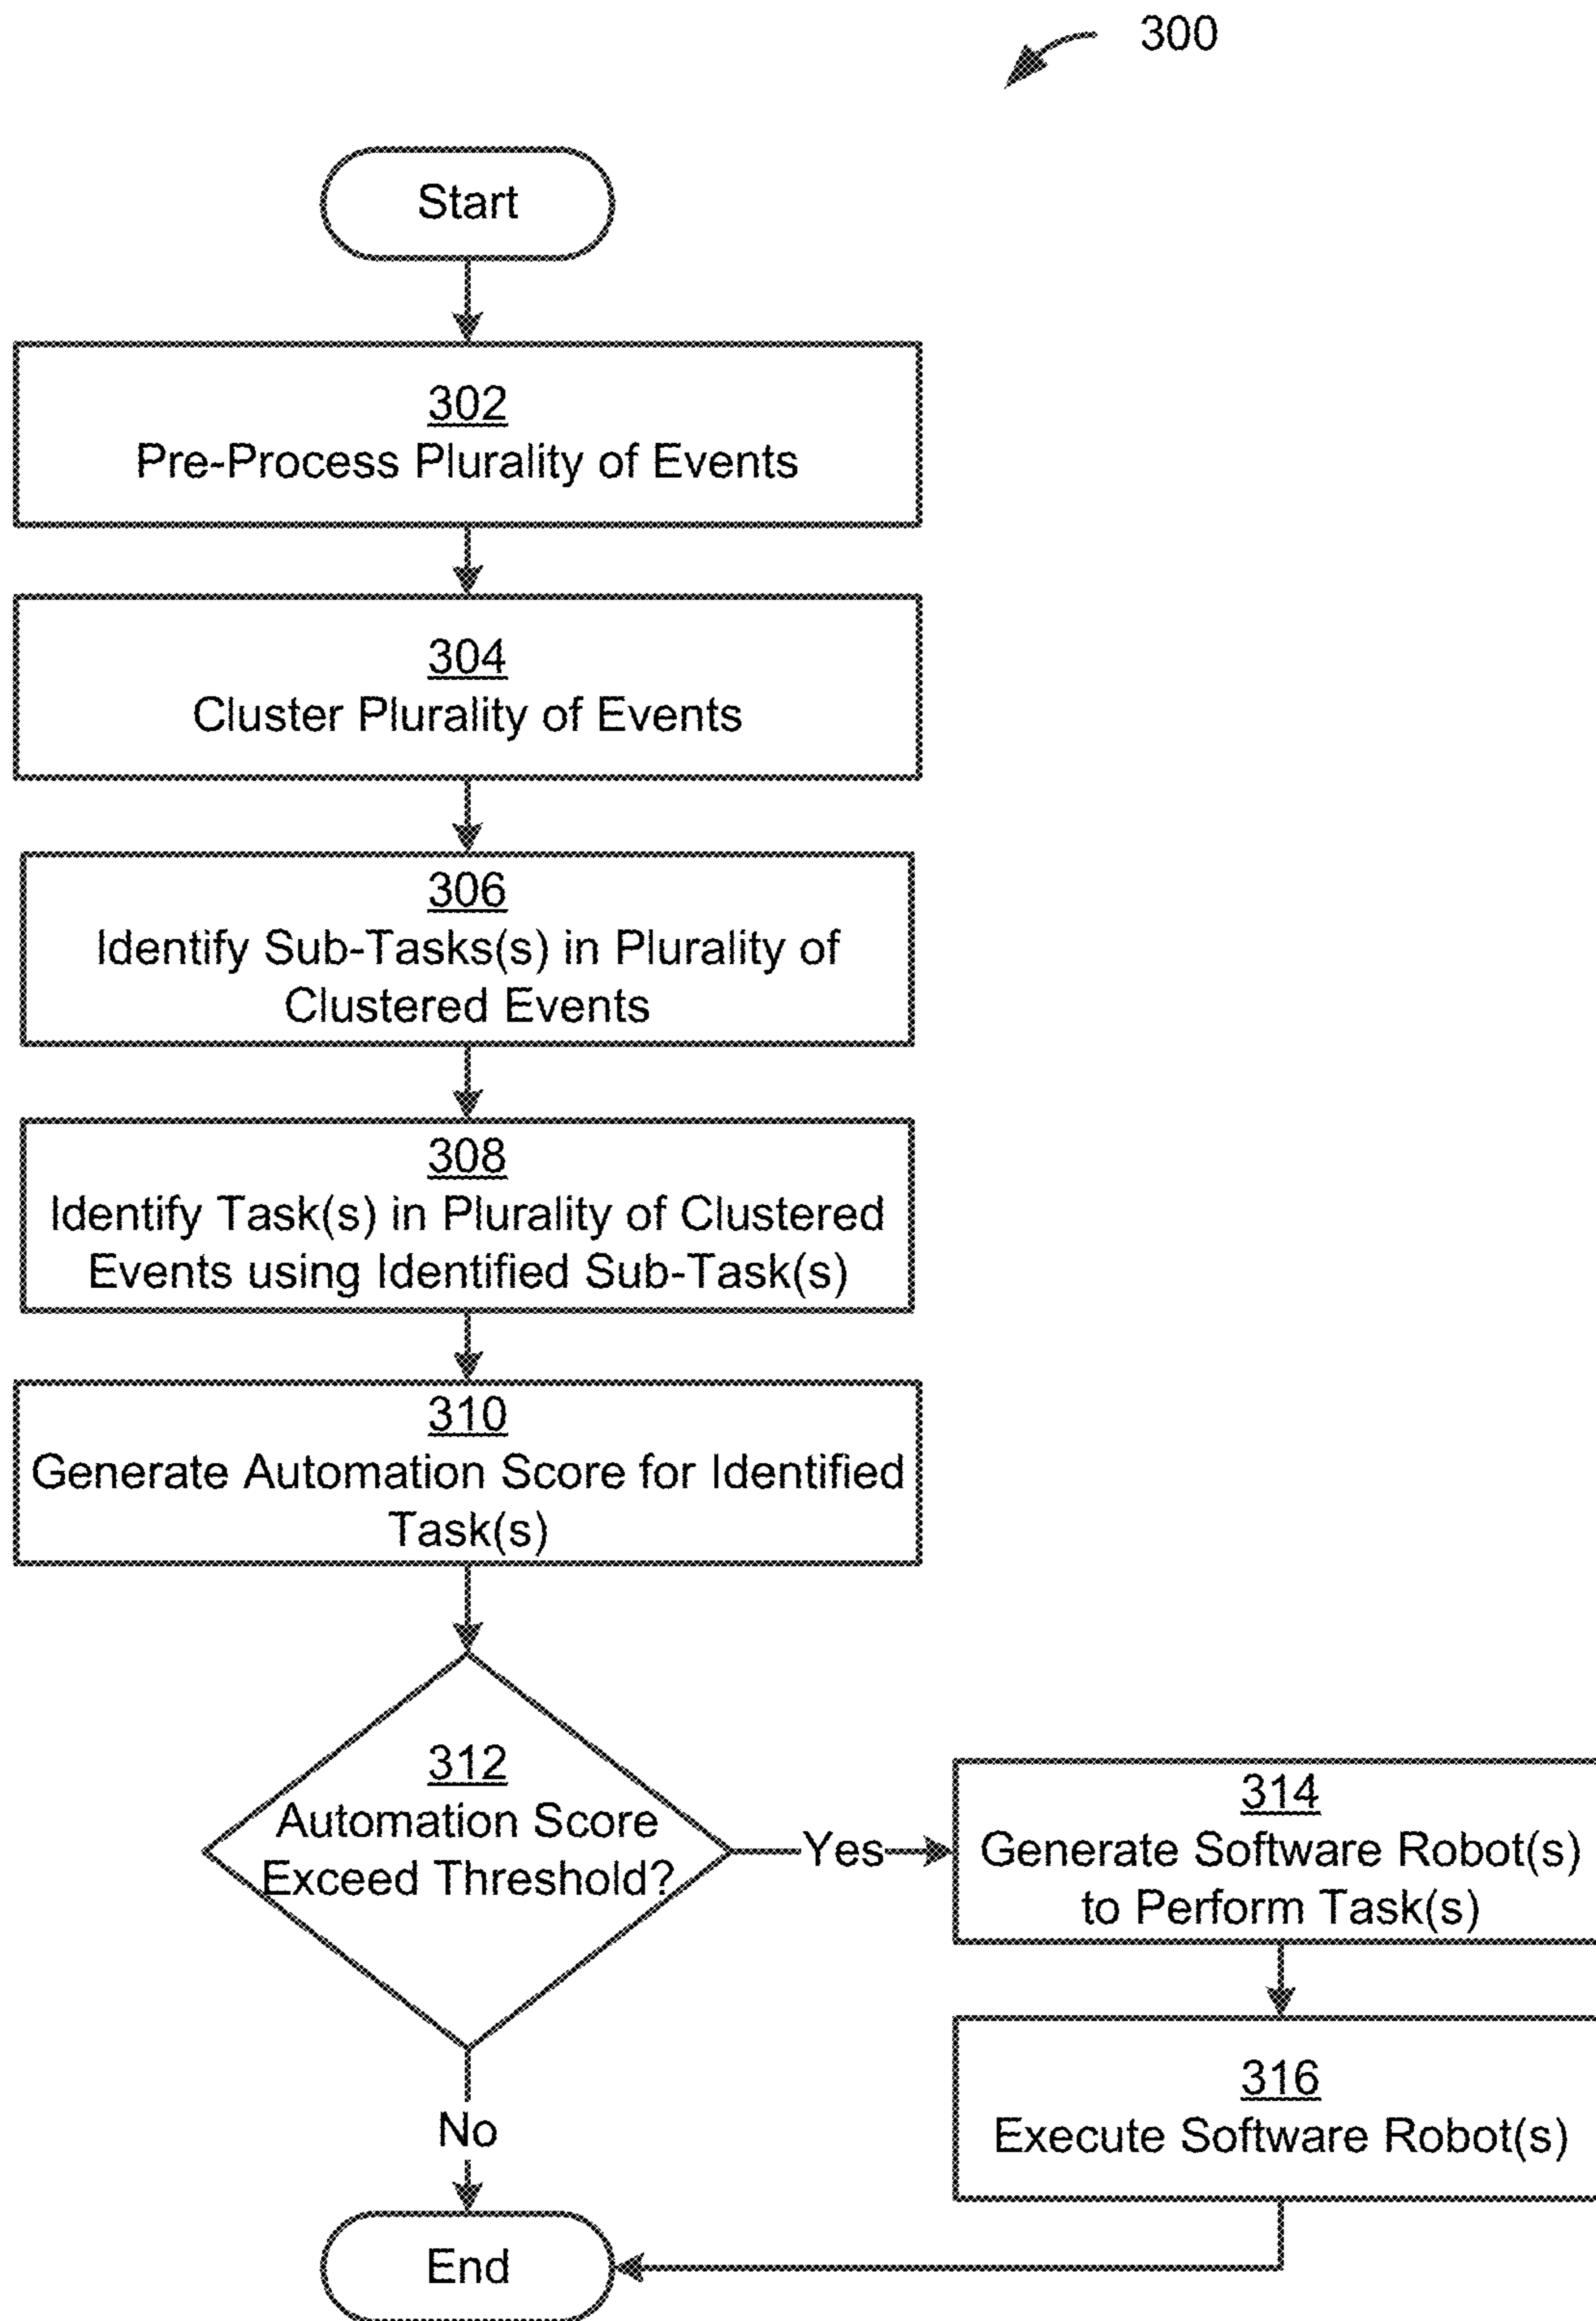 300
Start
302
Pre-Process Plurality of Events
304
Cluster Plurality of Events
306
Identify Sub-Tasks(s) in Plurality of
Clustered Events
308
Identify Task(s) in Plurality of Clustered
Events using Identified Sub-Task(s)
310
Generate Automation Score for Identified
Task(s)
312
Automation Score
Exceed Threshold?
Yes
314
Generate Software Robot(s)
to Perform Task(s)
316
Execute Software Robot(s)
No
End